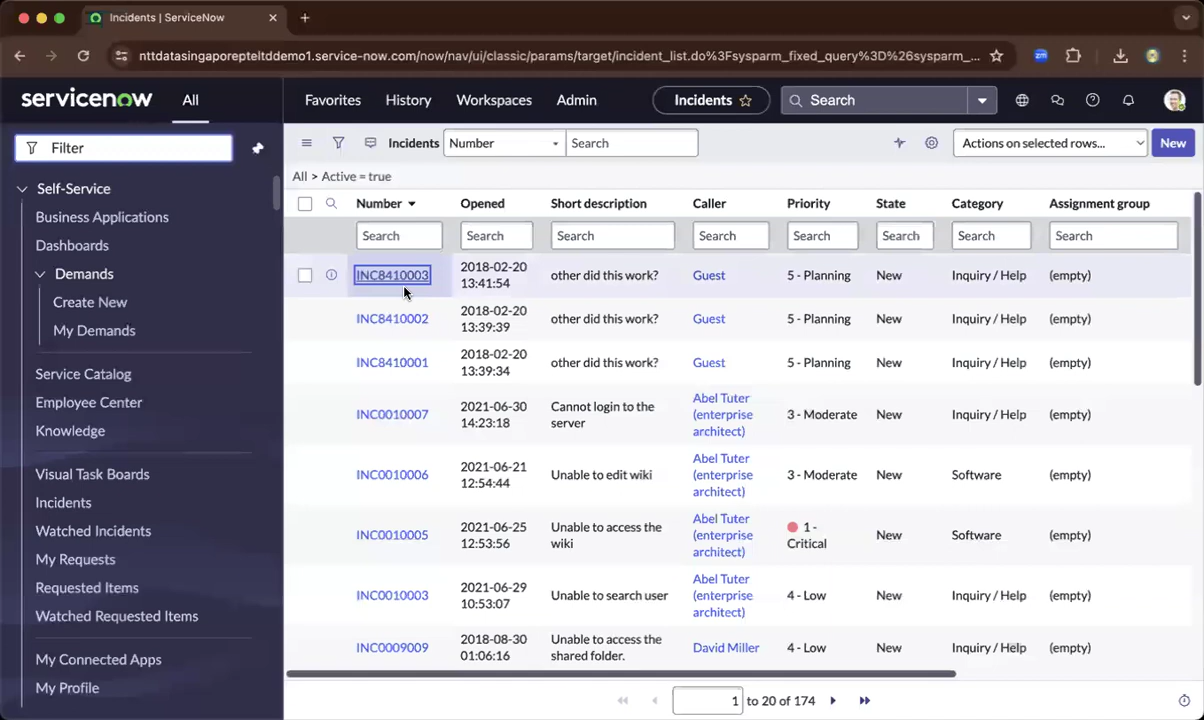 Incidents | ServiceNow
nttdatasingaporepteltddemo1.service-now.com/now/nav/ui/classic/params/target/incident_list.do%3Fsysparm_fixed_query%3D%26sysparm_...
servicenow All Favorites History Workspaces Admin Incidents Search
Filter
Self-Service
Business Applications
Dashboards
Demands
Create New
My Demands
Service Catalog
Employee Center
Knowledge
Visual Task Boards
Incidents
Watched Incidents
My Requests
Requested Items
Watched Requested Items
My Connected Apps
My Profile
Incidents Number Search Actions on selected rows... New
All > Active = true
Number Opened Short description Caller Priority State Category Assignment group
Search Search Search Search Search Search Search Search
INC8410003 2018-02-20 13:41:54 other did this work? Guest 5 - Planning New Inquiry / Help (empty)
INC8410002 2018-02-20 13:39:39 other did this work? Guest 5 - Planning New Inquiry / Help (empty)
INC8410001 2018-02-20 13:39:34 other did this work? Guest 5 - Planning New Inquiry / Help (empty)
INC0010007 2021-06-30 14:23:18 Cannot login to the server Abel Tuter (enterprise architect) 3 - Moderate New Inquiry / Help (empty)
INC0010006 2021-06-21 12:54:44 Unable to edit wiki Abel Tuter (enterprise architect) 3 - Moderate New Software (empty)
INC0010005 2021-06-25 12:53:56 Unable to access the wiki Abel Tuter (enterprise architect) 1 - Critical New Software (empty)
INC0010003 2021-06-29 10:53:07 Unable to search user Abel Tuter (enterprise architect) 4 - Low New Inquiry / Help (empty)
INC0009009 2018-08-30 01:06:16 Unable to access the shared folder. David Miller 4 - Low New Inquiry / Help (empty)
1 to 20 of 174